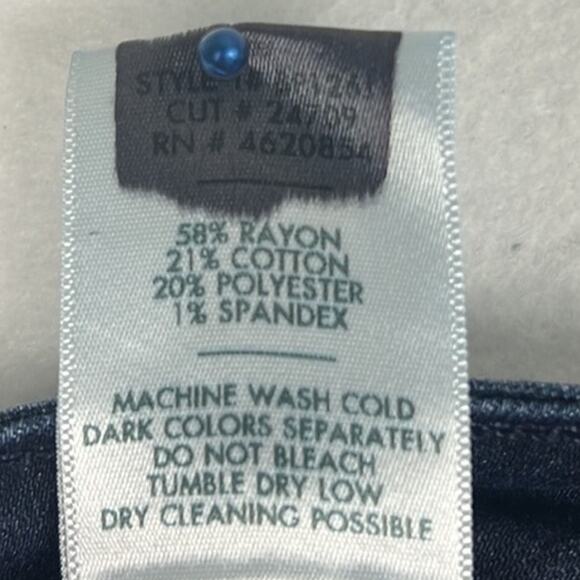 STYLE
CUT # 24709
RN # 4620854
58% RAYON
21% COTTON
20% POLYESTER
1% SPANDEX
MACHINE WASH COLD
DARK COLORS SEPARATELY
DO NOT BLEACH
TUMBLE DRY LOW
DRY CLEANING POSSIBLE